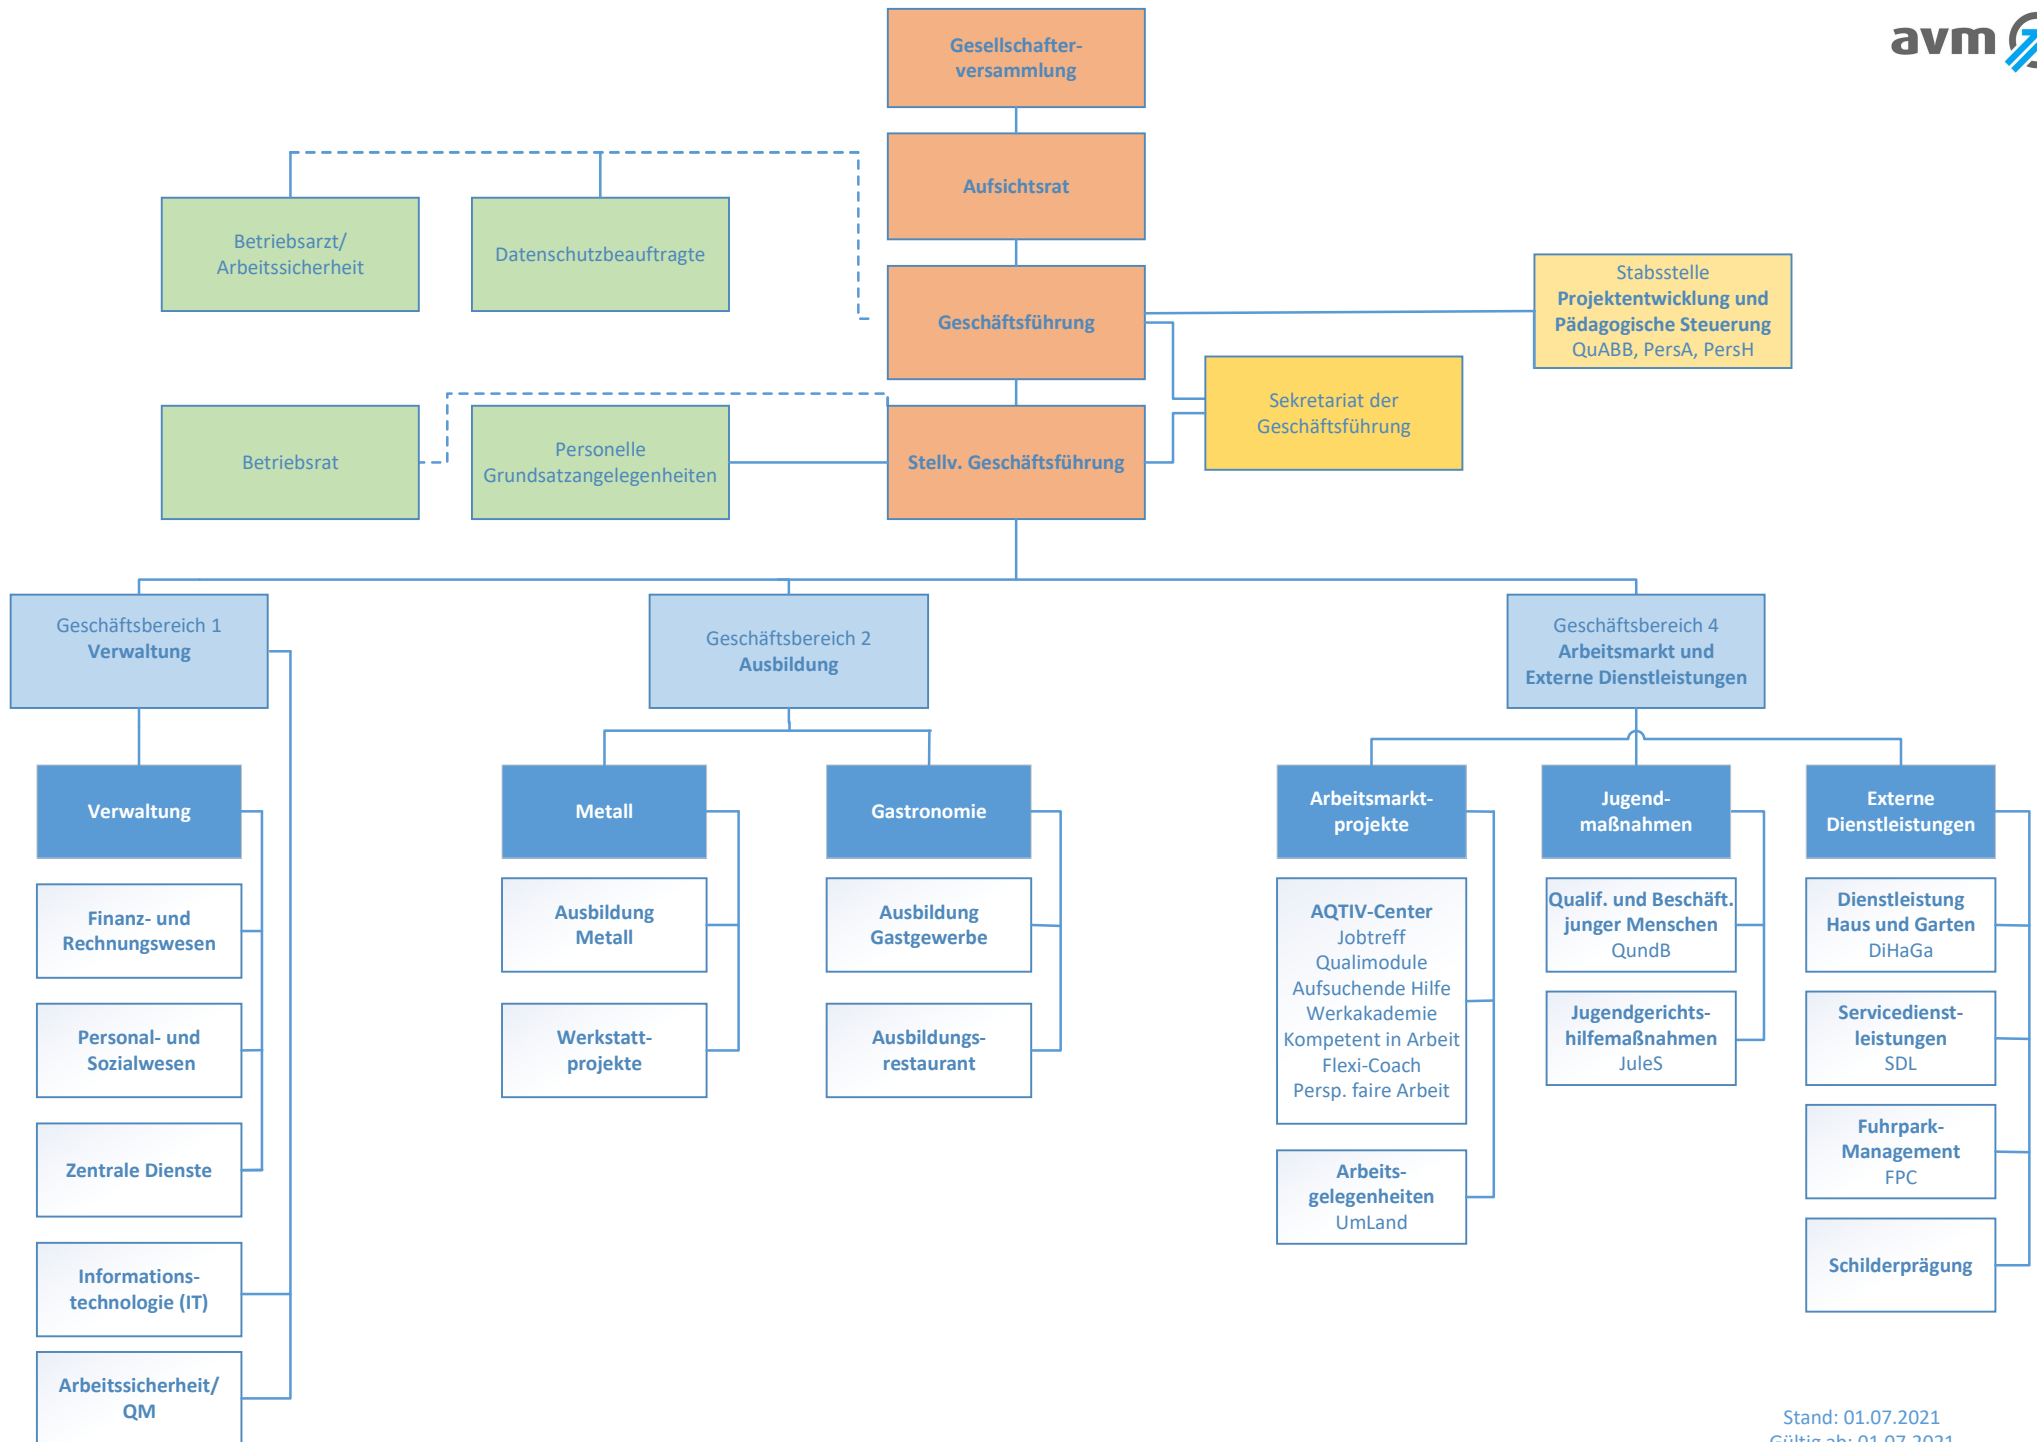 avm
Gesellschafter-
versammlung
Aufsichtsrat
Betriebsarzt/
Arbeitssicherheit
Datenschutzbeauftragte
Geschäftsführung
Stabsstelle
Projektentwicklung und
Pädagogische Steuerung
QuABB, PersA, PersH
Sekretariat der
Geschäftsführung
Betriebsrat
Personelle
Grundsatzangelegenheiten
Stellv. Geschäftsführung
Geschäftsbereich 1
Verwaltung
Geschäftsbereich 2
Ausbildung
Geschäftsbereich 4
Arbeitsmarkt und
Externe Dienstleistungen
Verwaltung
Finanz- und
Rechnungswesen
Personal- und
Sozialwesen
Zentrale Dienste
Informations-
technologie (IT)
Arbeitssicherheit/
QM
Metall
Ausbildung
Metall
Werkstatt-
projekte
Gastronomie
Ausbildung
Gastgewerbe
Ausbildungs-
restaurant
Arbeitsmarkt-
projekte
AQTIV-Center
Jobtreff
Qualimodule
Aufsuchende Hilfe
Werkakademie
Kompetent in Arbeit
Flexi-Coach
Persp. faire Arbeit
Arbeits-
gelegenheiten
UmLand
Jugend-
maßnahmen
Qualif. und Beschäft.
junger Menschen
QundB
Jugendgerichts-
hilfemaßnahmen
JuleS
Externe
Dienstleistungen
Dienstleistung
Haus und Garten
DiHaGa
Servicedienst-
leistungen
SDL
Fuhrpark-
Management
FPC
Schilderprägung
Stand: 01.07.2021
Gültig ab: 01.07.2021